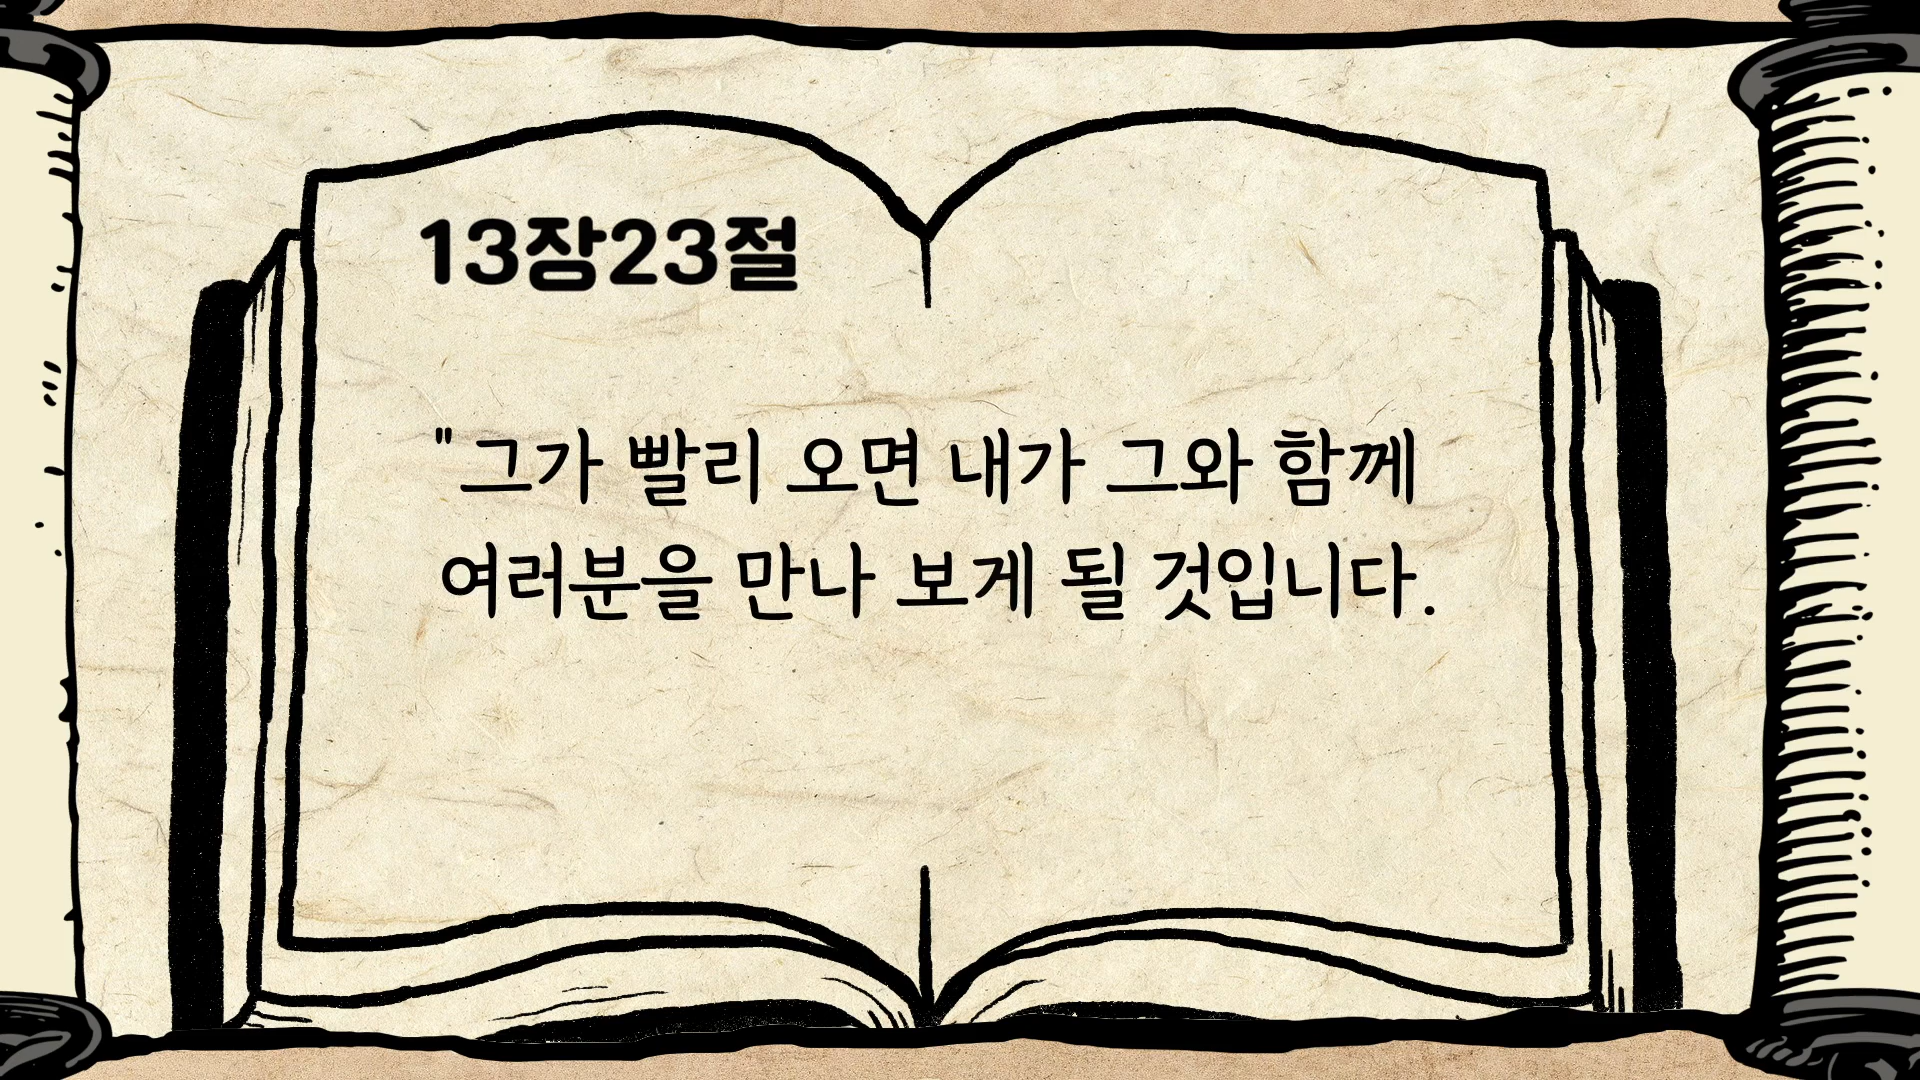 13장23절
"그가 빨리 오면 내가 그와 함께
여러분을 만나 보게 될 것입니다.